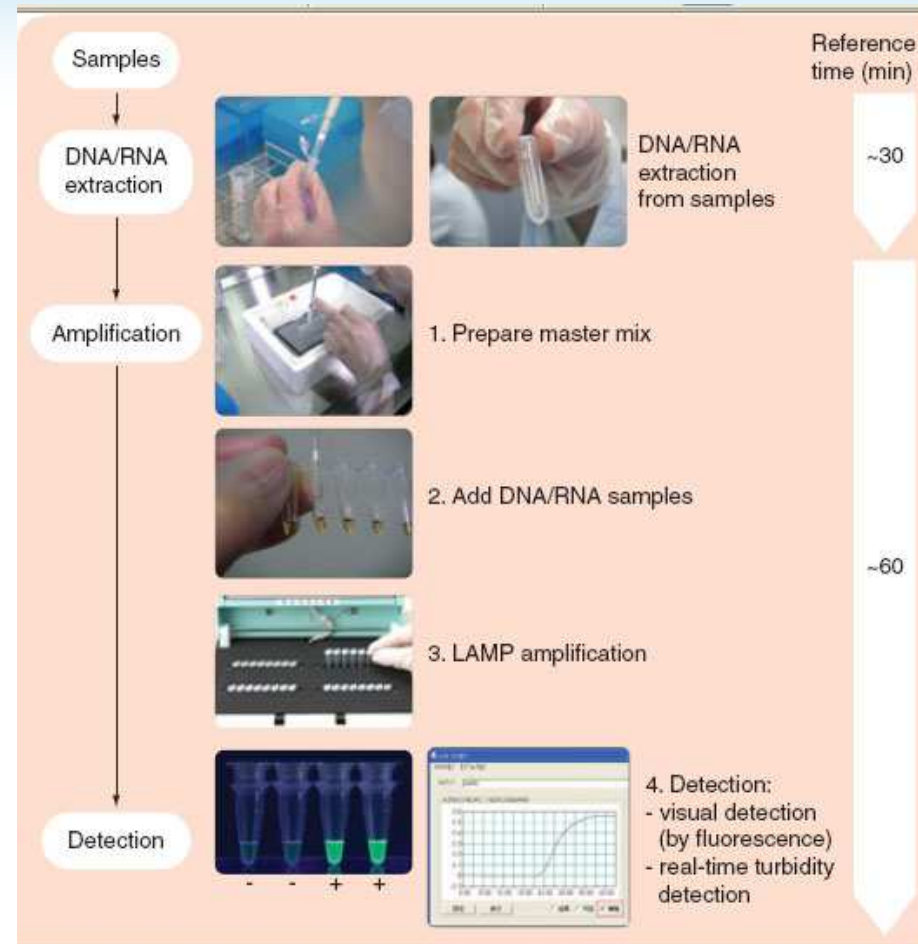 Samples
Reference
time (min)
DNA/RNA
extraction
DNA/RNA
extraction
from samples
~30
Amplification
1. Prepare master mix
2. Add DNA/RNA samples
~60
3. LAMP amplification
Detection
4. Detection:
- visual detection
(by fluorescence)
- real-time turbidity
detection
- - + +